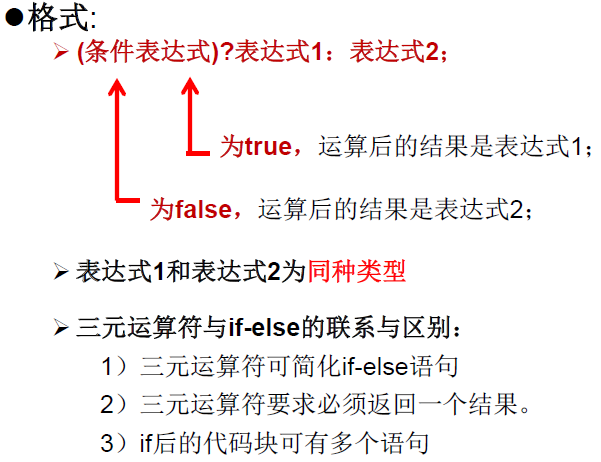 ●格式:
➢ (条件表达式)?表达式1：表达式2；
为true，运算后的结果是表达式1；
为false，运算后的结果是表达式2；
➢ 表达式1和表达式2为同种类型
➢ 三元运算符与if-else的联系与区别：
1）三元运算符可简化if-else语句
2）三元运算符要求必须返回一个结果。
3）if后的代码块可有多个语句